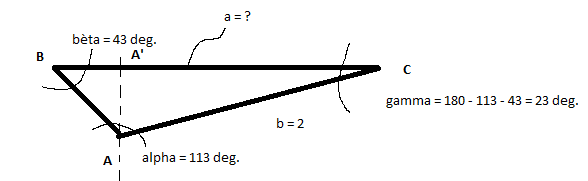 a = ?
bèta = 43 deg.
B
A'
C
gamma = 180 - 113 - 43 = 23 deg.
b = 2
A
alpha = 113 deg.